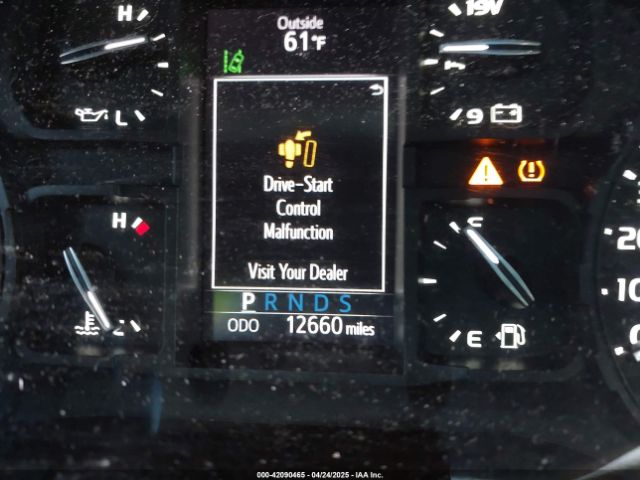 H
19V
Outside
61°F
L
9
Drive-Start
Control
Malfunction
H
Visit Your Dealer
P R N D S
E
ODO 12660 miles
000-42090465 - 04/24/2025 - IAA Inc.